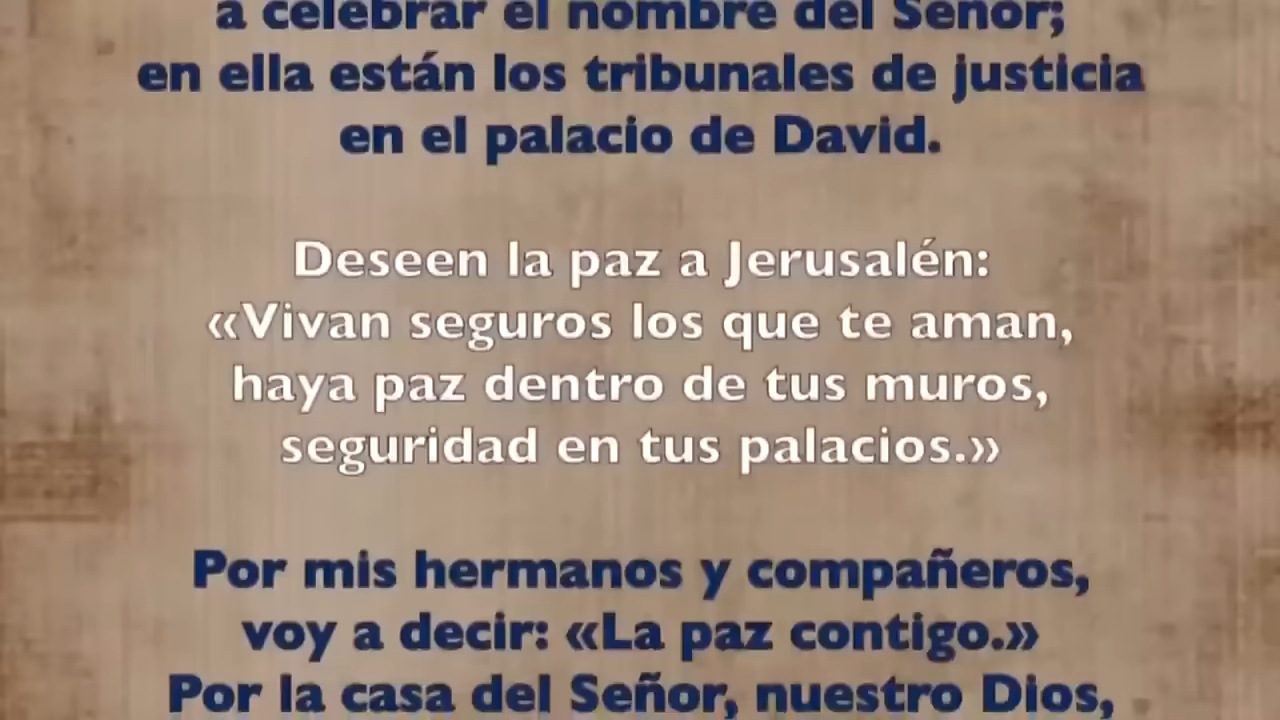 a celebrar el nombre del Señor;
en ella están los tribunales de justicia
en el palacio de David.
Deseen la paz a Jerusalén:
«Vivan seguros los que te aman,
haya paz dentro de tus muros,
seguridad en tus palacios.»
Por mis hermanos y compañeros,
voy a decir: «La paz contigo.»
Por la casa del Señor, nuestro Dios,